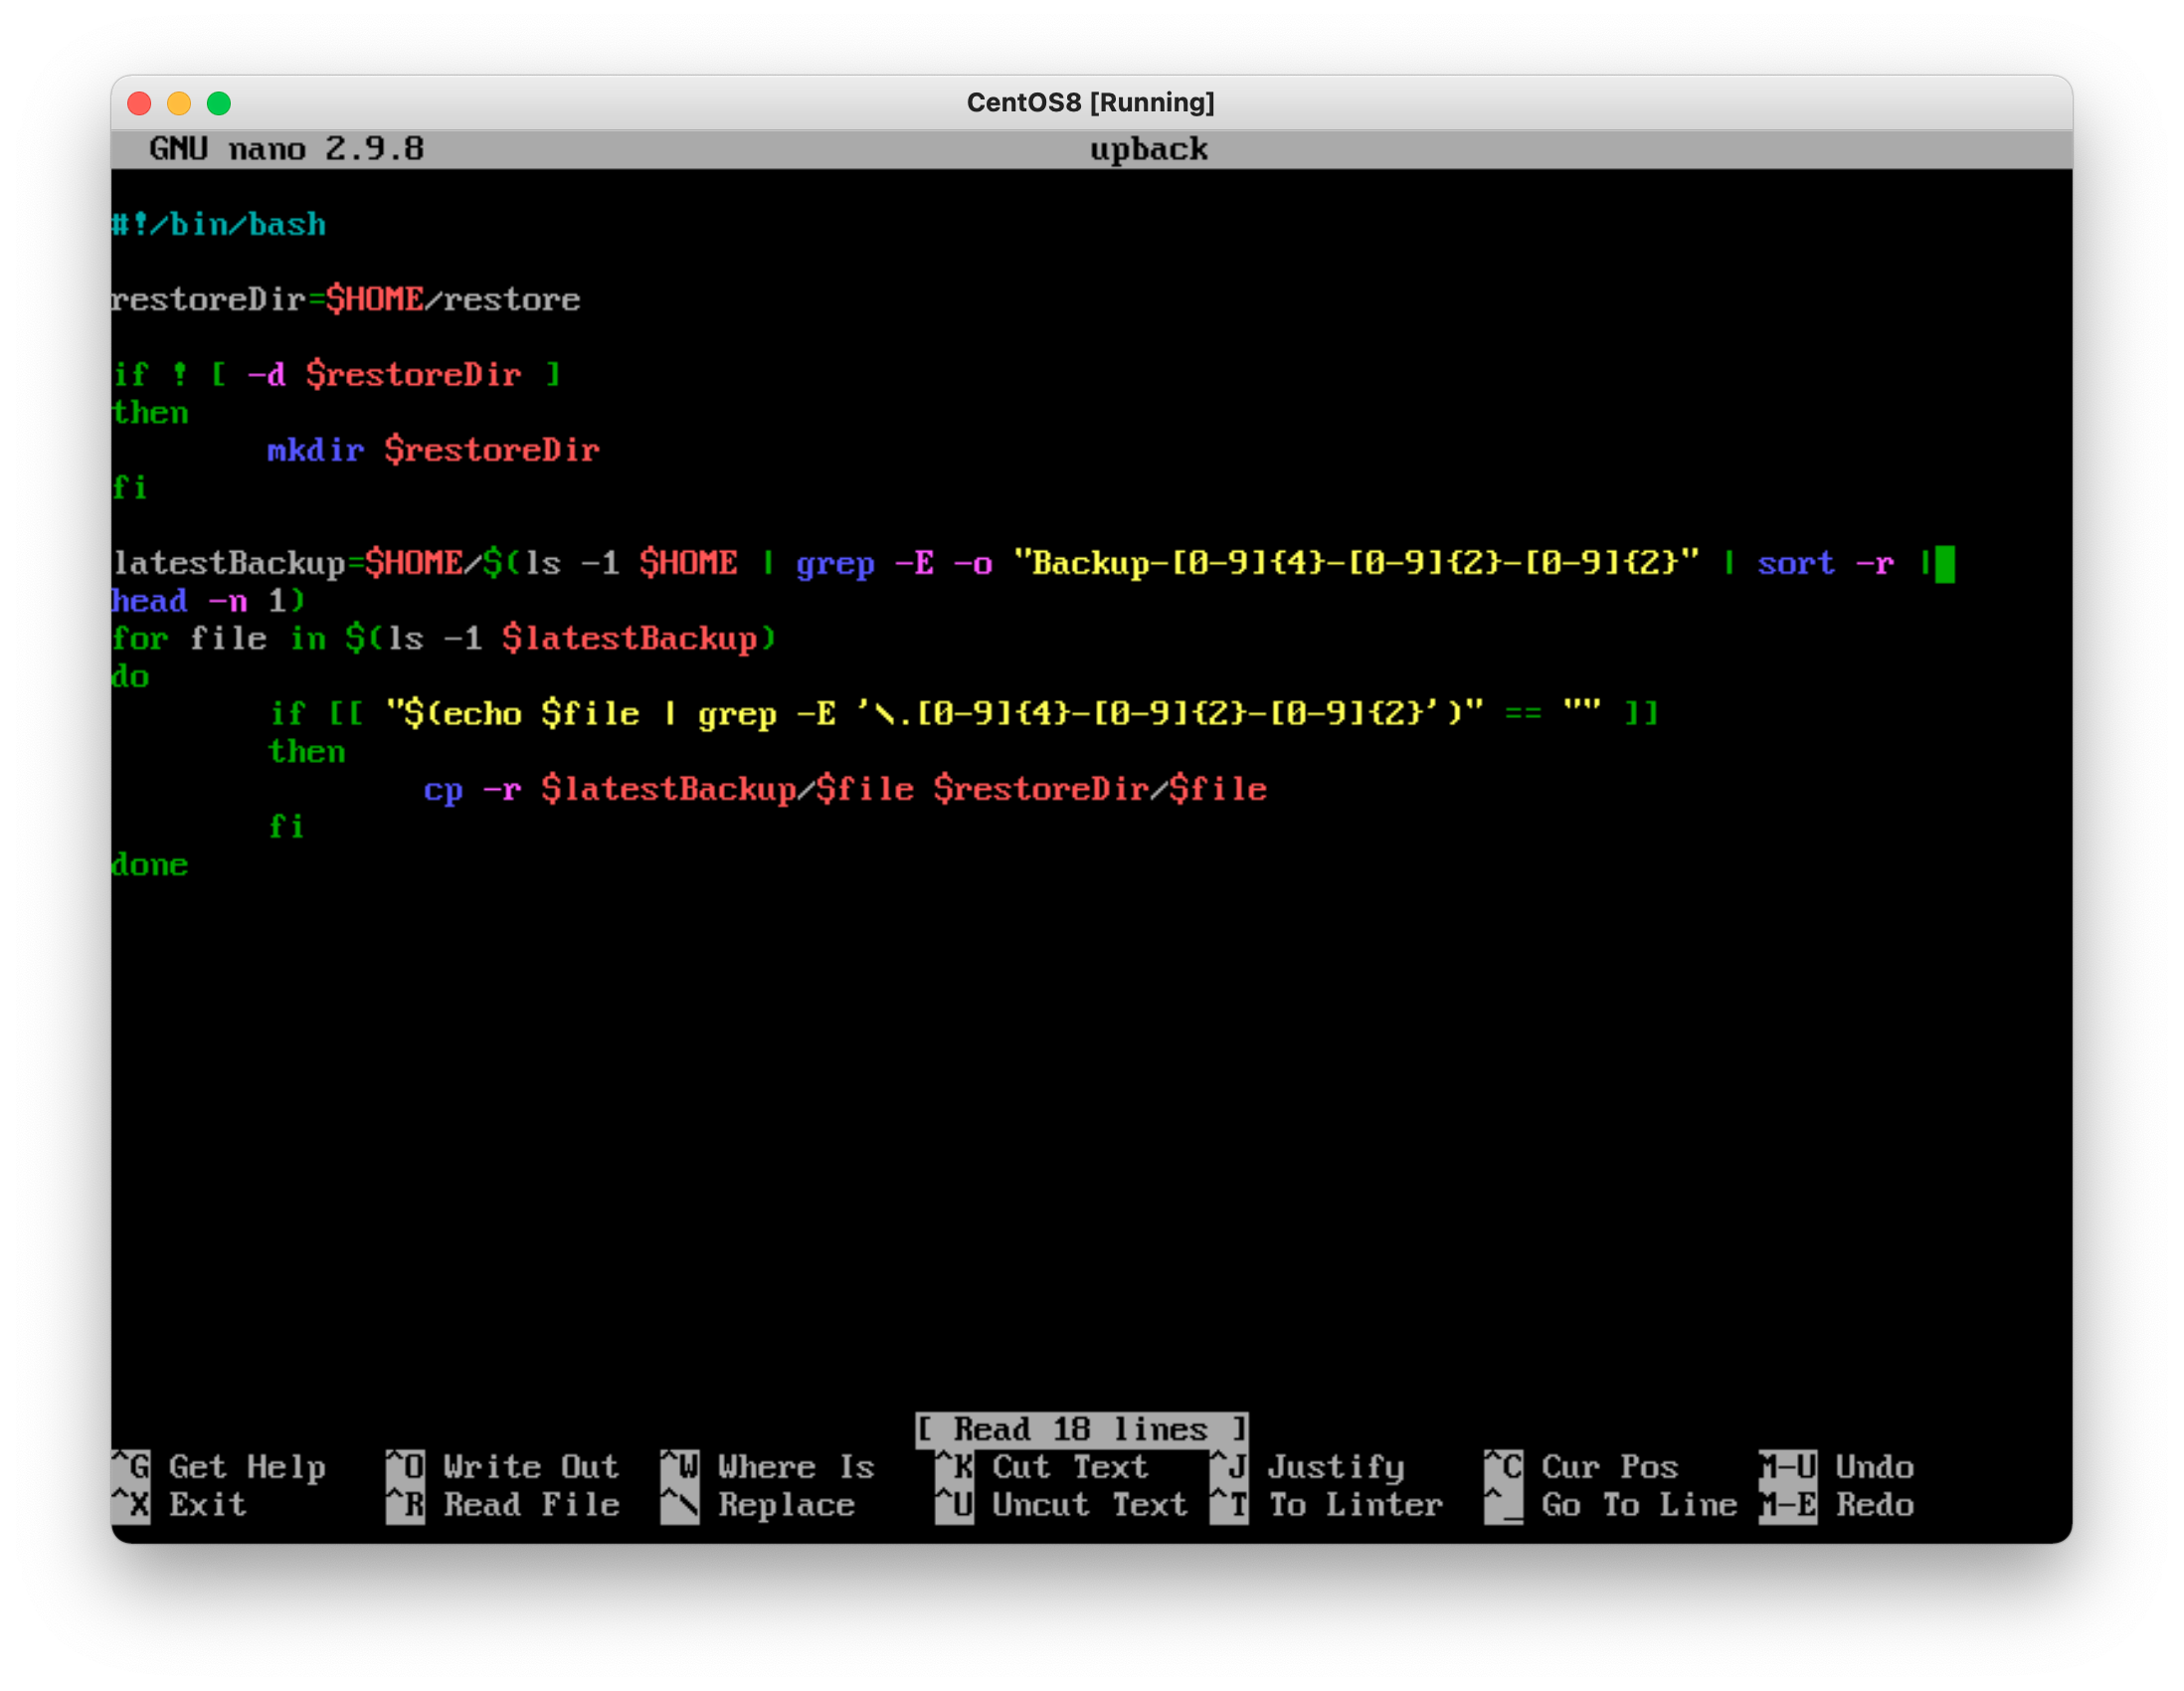 CentOS8 [Running]
GNU nano 2.9.8 upback
#!/bin/bash
restoreDir=$HOME/restore
if ! [ -d $restoreDir ]
then
mkdir $restoreDir
fi
latestBackup=$HOME/$(ls -1 $HOME | grep -E -o "Backup-[0-9]{4}-[0-9]{2}-[0-9]{2}" | sort -r |
head -n 1)
for file in $(ls -1 $latestBackup)
do
if [[ "$(echo $file | grep -E '\.[0-9]{4}-[0-9]{2}-[0-9]{2}')" == "" ]]
then
cp -r $latestBackup/$file $restoreDir/$file
fi
done
[ Read 18 lines ]
^G Get Help ^O Write Out ^W Where Is ^K Cut Text ^J Justify ^C Cur Pos M-U Undo
^X Exit ^R Read File ^\ Replace ^U Uncut Text ^T To Linter ^_ Go To Line M-E Redo